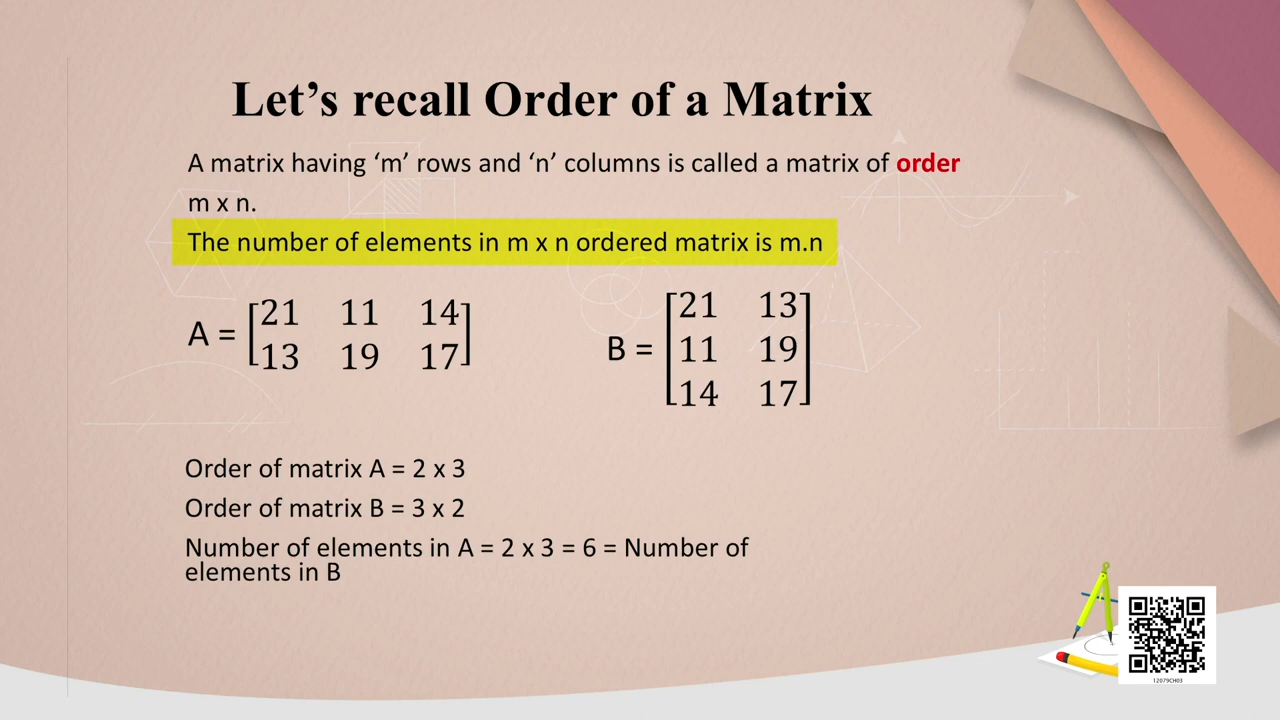 Let’s recall Order of a Matrix
A matrix having ‘m’ rows and ‘n’ columns is called a matrix of order
m x n.
The number of elements in m x n ordered matrix is m.n
A = [21 11 14
13 19 17]
B = [21 13
11 19
14 17]
Order of matrix A = 2 x 3
Order of matrix B = 3 x 2
Number of elements in A = 2 x 3 = 6 = Number of
elements in B
12079CH03